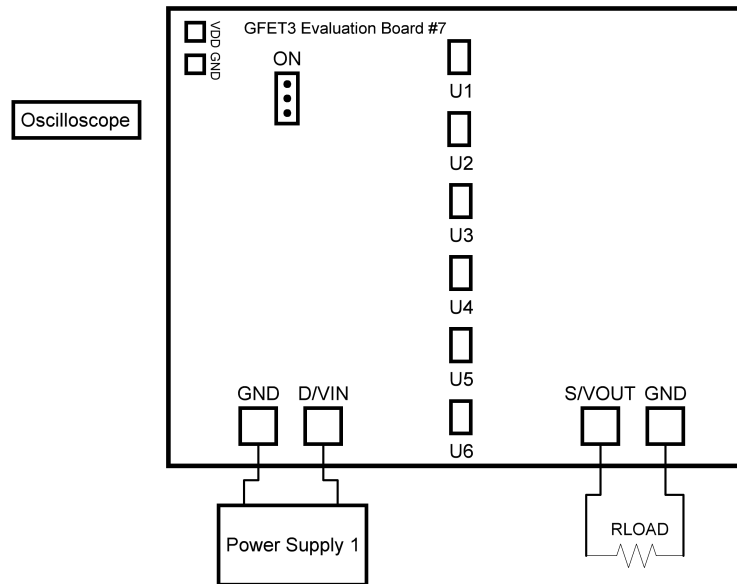 VDD
GND
GFET3 Evaluation Board #7
ON
U1
Oscilloscope
U2
U3
U4
U5
GND D/VIN
S/VOUT GND
U6
Power Supply 1
RLOAD